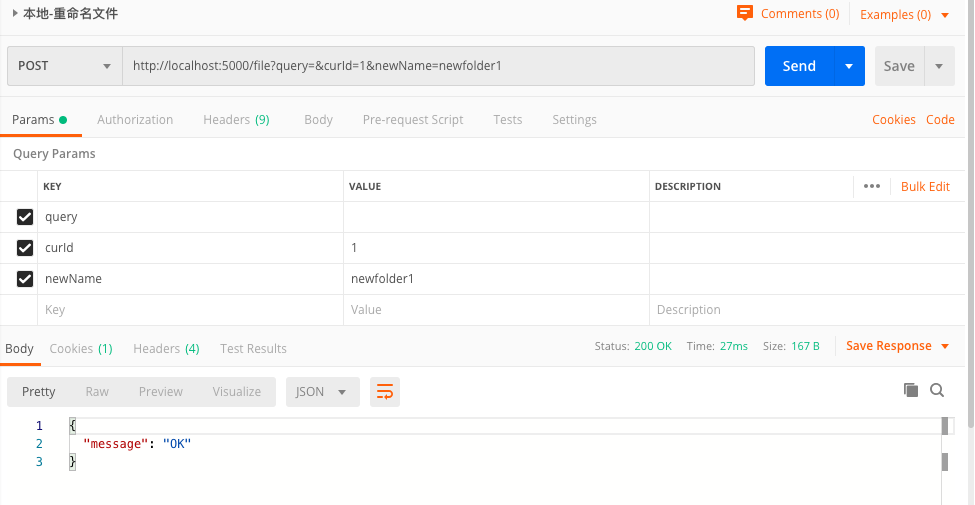 本地-重命名文件 Comments (0) Examples (0)
POST http://localhost:5000/file?query=&curId=1&newName=newfolder1 Send Save
Params Authorization Headers (9) Body Pre-request Script Tests Settings Cookies Code
Query Params
KEY VALUE DESCRIPTION ••• Bulk Edit
query
curId 1
newName newfolder1
Key Value Description
Body Cookies (1) Headers (4) Test Results Status: 200 OK Time: 27ms Size: 167 B Save Response
Pretty Raw Preview Visualize JSON
1 {
2 "message": "OK"
3 }